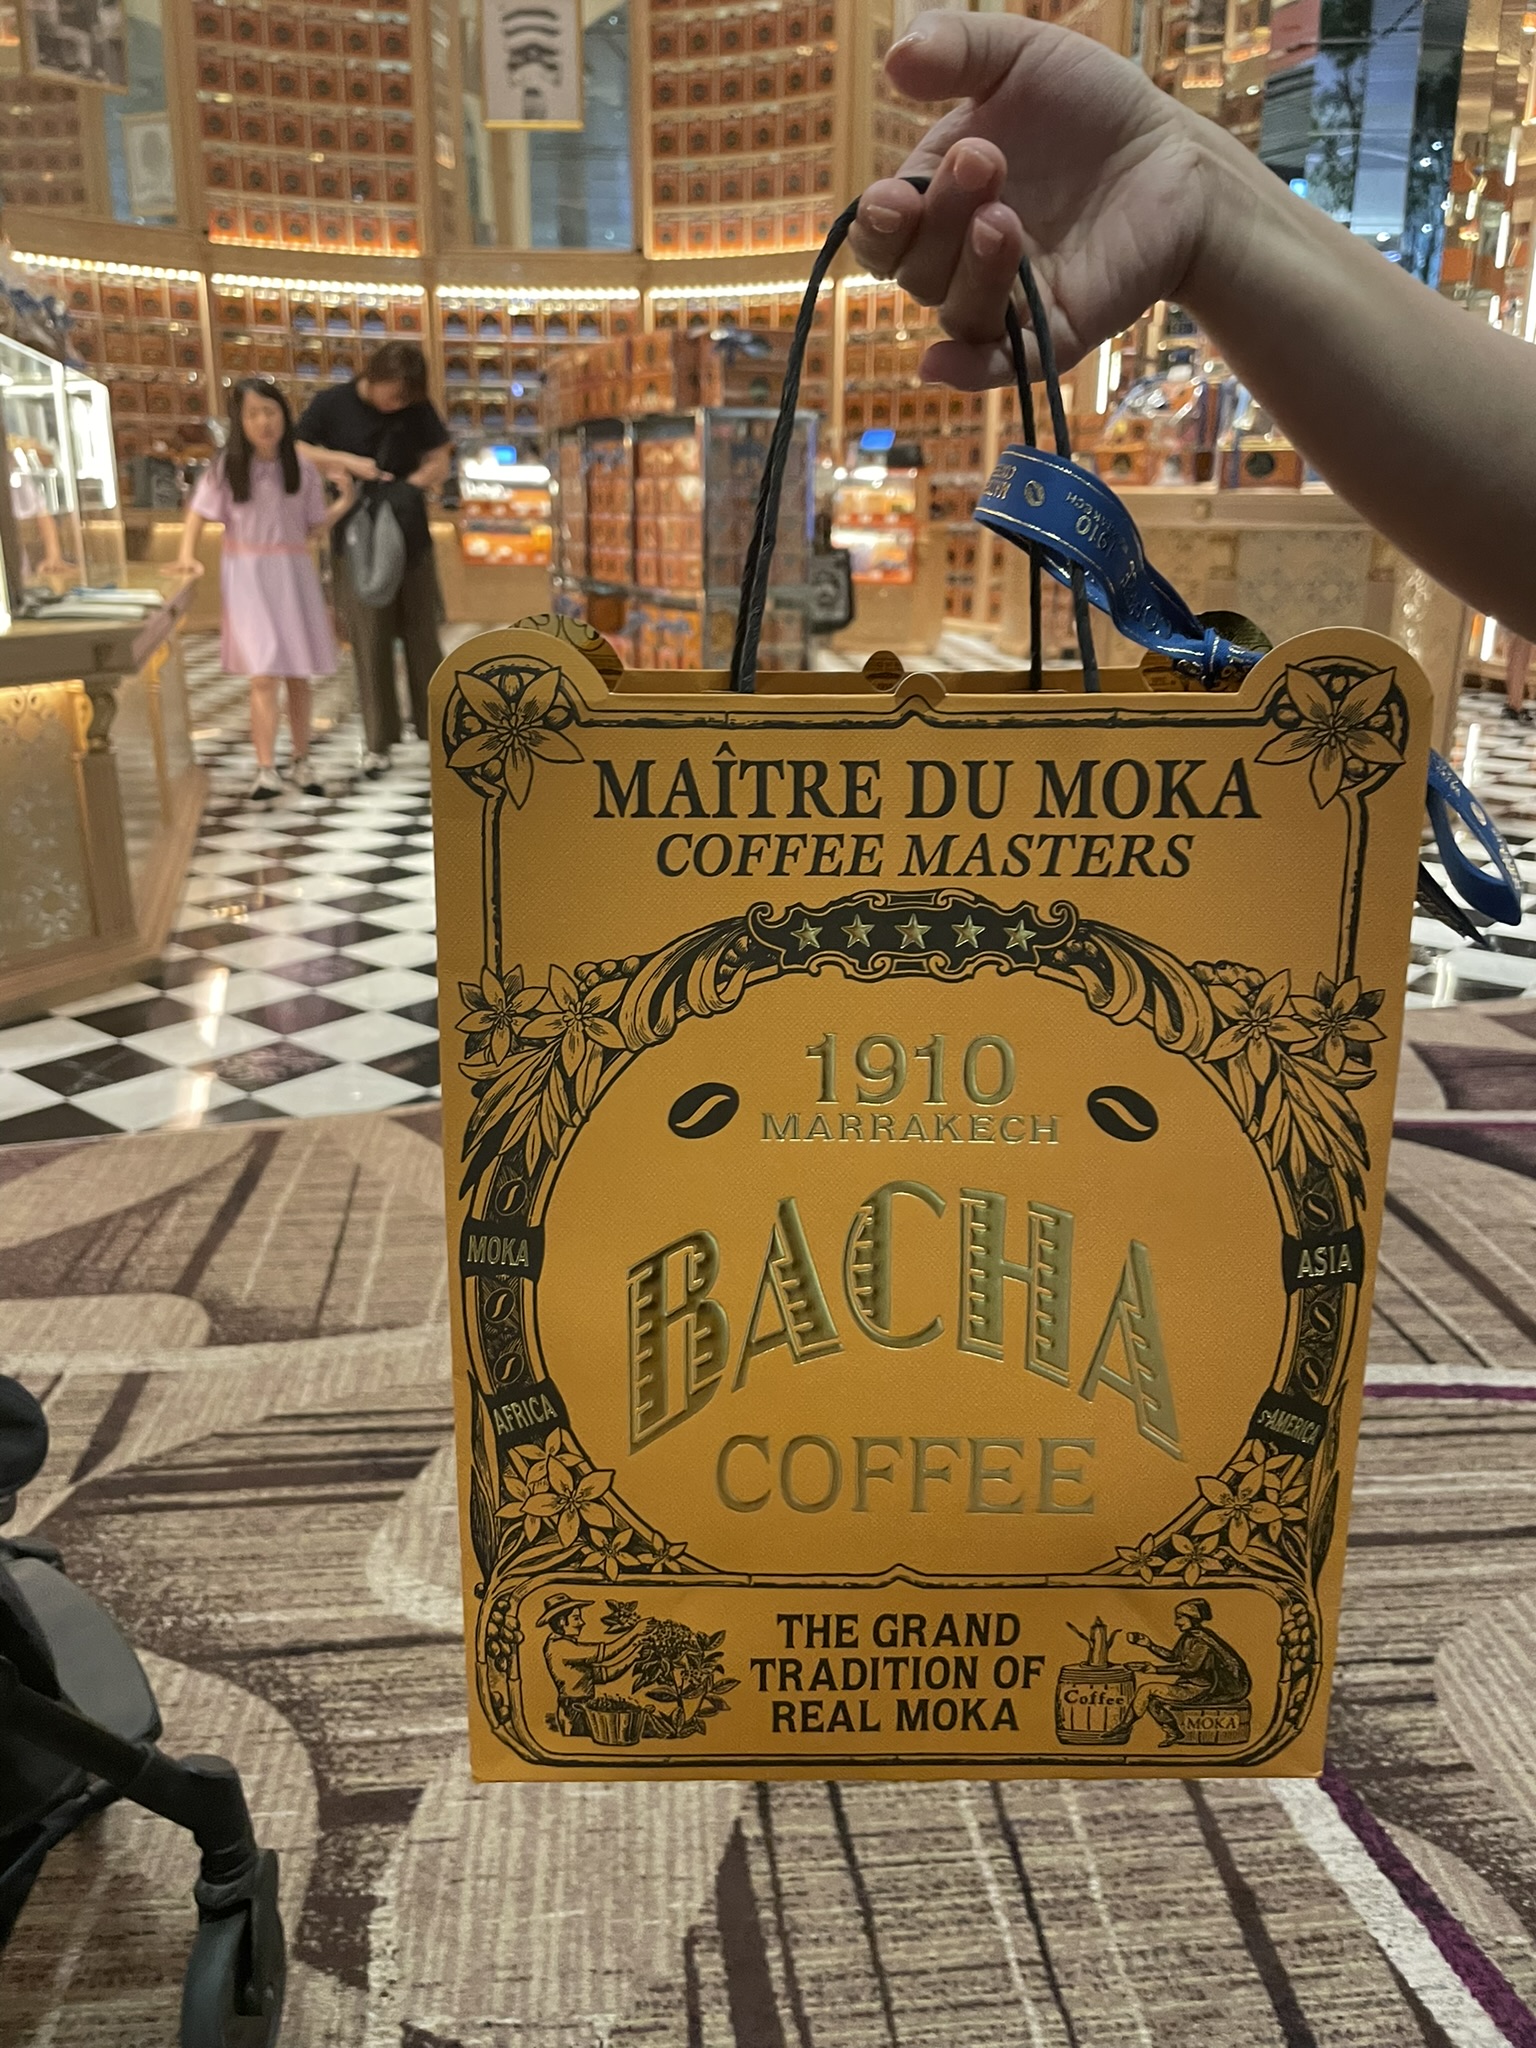 MAÎTRE DU MOKA
COFFEE MASTERS
1910
MARRAKECH
BACHA
COFFEE
MOKA
ASIA
AFRICA
S. AMERICA
THE GRAND
TRADITION OF
REAL MOKA
Coffee
MOKA
1910